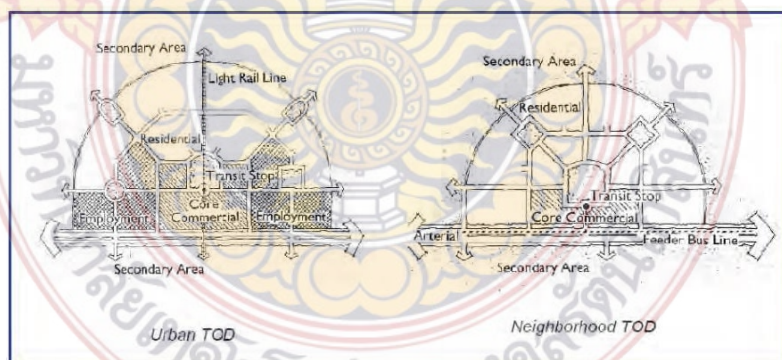 Secondary Area
Light Rail Line
Residential
Transit Stop
Core
Commercial
Employment
Employment
Secondary Area
Urban TOD
Secondary Area
Residential
Transit Stop
Core Commercial
Arterial
Feeder Bus Line
Secondary Area
Neighborhood TOD